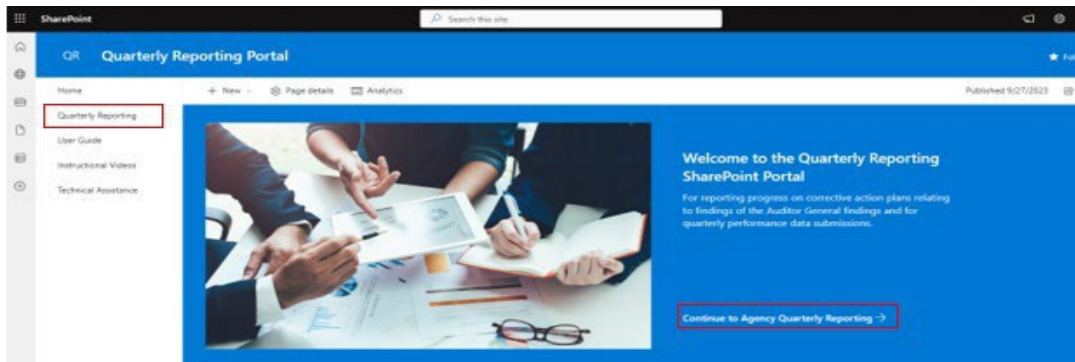 SharePoint
Search this site
QR Quarterly Reporting Portal
Home
+ New
Page details
Analytics
Published 9/27/2023
Quarterly Reporting
User Guide
Instructional Videos
Technical Assistance
Welcome to the Quarterly Reporting
SharePoint Portal
For reporting progress on corrective action plans relating
to findings of the Auditor General findings and for
quarterly performance data submissions.
Continue to Agency Quarterly Reporting →